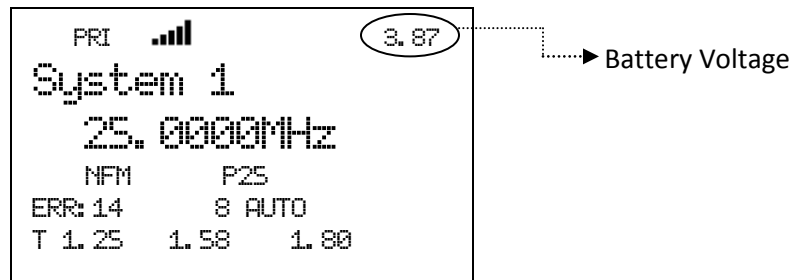 PRI 3.87
Battery Voltage
System 1
25.0000MHz
NFM P25
ERR:14 8 AUTO
T 1.25 1.58 1.80